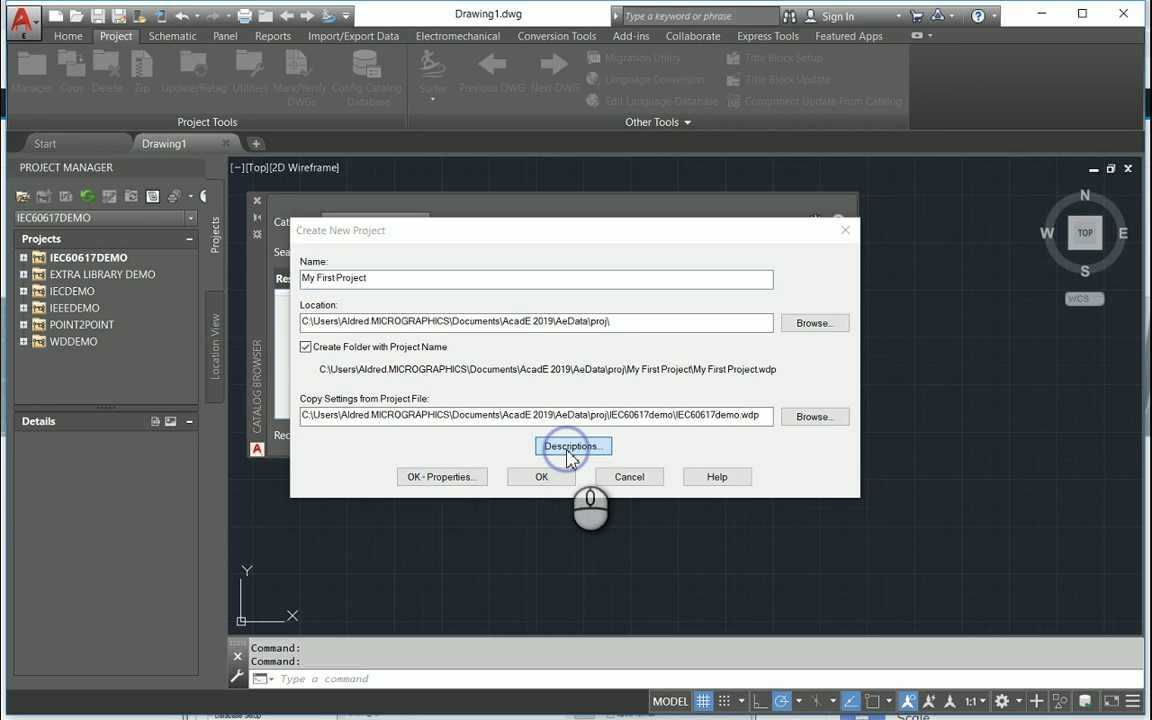 Drawing1.dwg
Type a keyword or phrase
Sign In
Home Project Schematic Panel Reports Import/Export Data Electromechanical Conversion Tools Add-ins Collaborate Express Tools Featured Apps
Manager Copy Delete Zip Update/Retag Utilities Mark/Verify DWGs Config Catalog Database
Surfer Previous DWG Next DWG
Migration Utility
Title Block Setup
Language Conversion
Title Block Update
Edit Language Database
Component Update From Catalog
Project Tools
Other Tools
Start
Drawing1
PROJECT MANAGER
[−][Top][2D Wireframe]
IEC60617DEMO
Projects
IEC60617DEMO
EXTRA LIBRARY DEMO
IECDEMO
IEEEDEMO
POINT2POINT
WDDEMO
Projects
Location View
Details
CATALOG BROWSER
Create New Project
Name:
My First Project
Location:
C:\Users\Aldred.MICROGRAPHICS\Documents\AcadE 2019\AeData\proj\
Browse...
Create Folder with Project Name
C:\Users\Aldred.MICROGRAPHICS\Documents\AcadE 2019\AeData\proj\My First Project\My First Project.wdp
Copy Settings from Project File:
C:\Users\Aldred.MICROGRAPHICS\Documents\AcadE 2019\AeData\proj\IEC60617demo\IEC60617demo.wdp
Browse...
Descriptions...
OK - Properties...
OK
Cancel
Help
N
W TOP E
S
WCS
Y
X
Command:
Command:
Type a command
MODEL
1:1
Scale